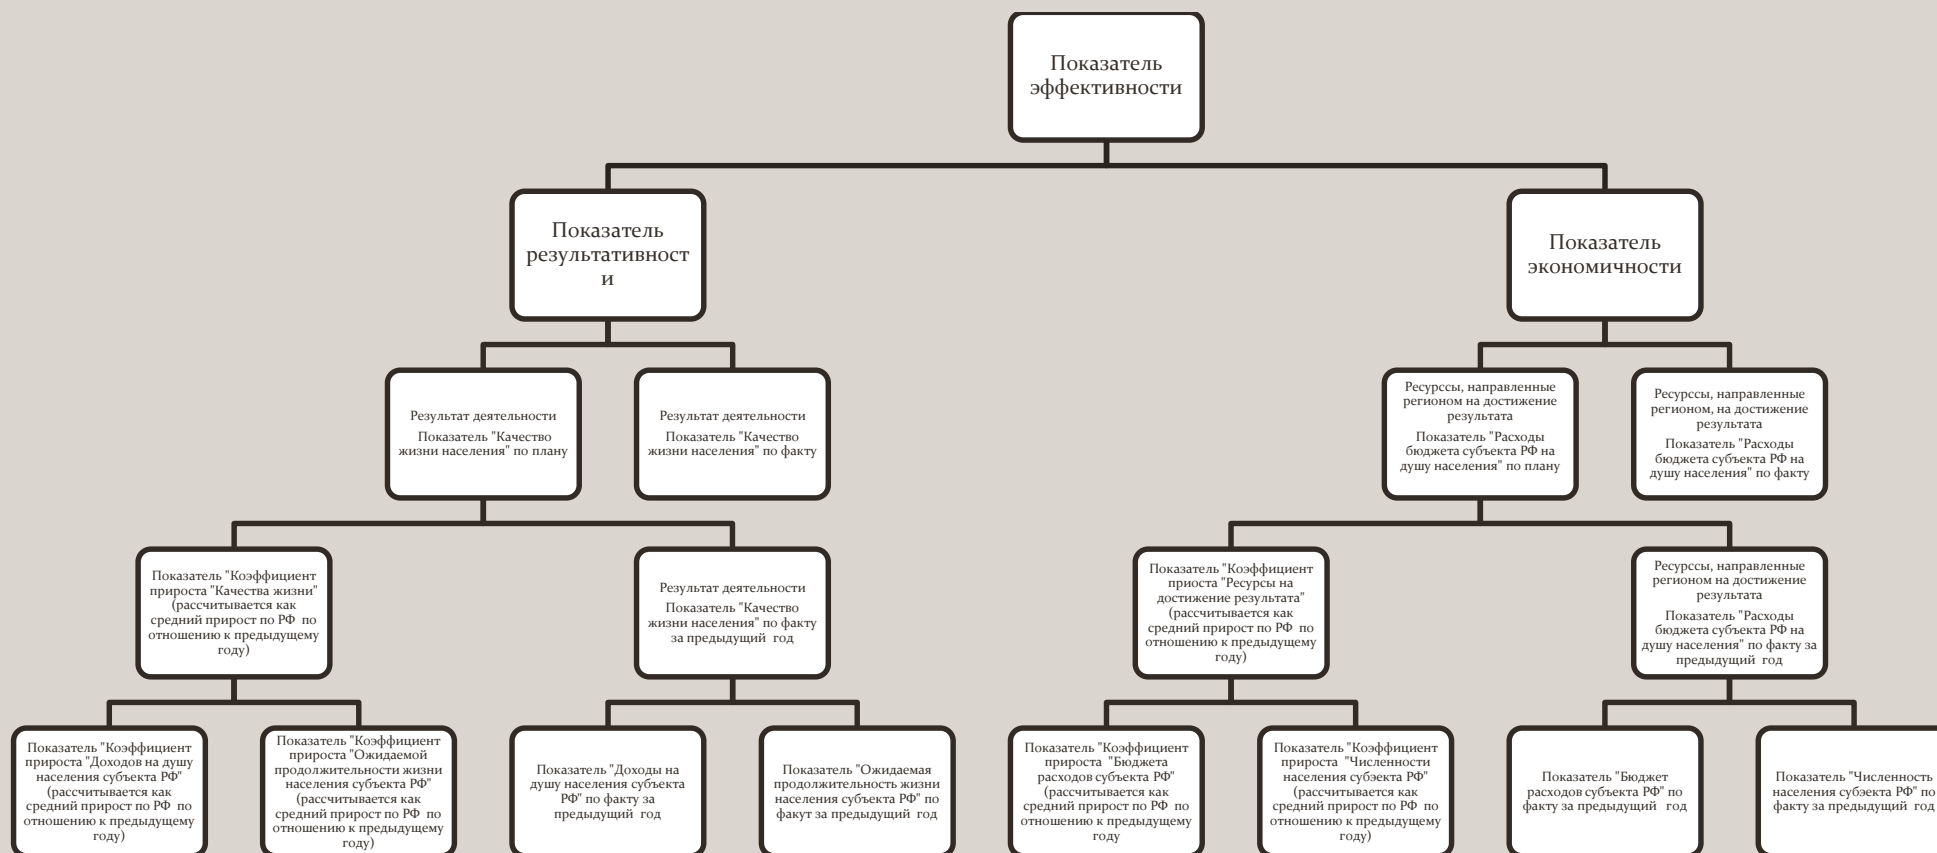 Показатель
эффективности
Показатель
результативност
и
Показатель
экономичности
Результат деятельности
Показатель "Качество
жизни населения" по плану
Результат деятельности
Показатель "Качество
жизни населения" по факту
Ресурссы, направленные
регионом на достижение
результата
Показатель "Расходы
бюджета субъекта РФ на
душу населения" по плану
Ресурссы, направленные
регионом, на достижение
результата
Показатель "Расходы
бюджета субъекта РФ на
душу населения" по факту
Показатель "Коэффициент
прироста "Качества жизни"
(рассчитывается как
средний прирост по РФ по
отношению к предыдущему
году)
Результат деятельности
Показатель "Качество
жизни населения" по факту
за предыдущий год
Показатель "Коэффициент
приоста "Ресурсы на
достижение результата"
(рассчитывается как
средний прирост по РФ по
отношению к предыдущему
году)
Ресурссы, направленные
регионом на достижение
результата
Показатель "Расходы
бюджета субъекта РФ на
душу населения" по факту за
предыдущий год
Показатель "Коэффициент
прироста "Доходов на душу
населения субъекта РФ"
(рассчитывается как
средний прирост по РФ по
отношению к предыдущему
году)
Показатель "Коэффициент
прироста "Ожидаемой
продолжительности жизни
населения субъекта РФ"
(рассчитывается как
средний прирост по РФ по
отношению к предыдущему
году)
Показатель "Доходы на
душу населения субъекта
РФ" по факту за
предыдущий год
Показатель "Ожидаемая
продолжительность жизни
населения субъекта РФ" по
факут за предыдущий год
Показатель "Коэффициент
прироста "Бюджета
расходов субъекта РФ"
(рассчитывается как
средний прирост по РФ по
отношению к предыдущему
году
Показатель "Коэффициент
прироста "Численности
населения субэекта РФ"
(рассчитывается как
средний прирост по РФ по
отношению к предыдущему
году)
Показатель "Бюджет
расходов субъекта РФ" по
факту за предыдущий год
Показатель "Численность
населения субэекта РФ" по
факту за предыдущий год